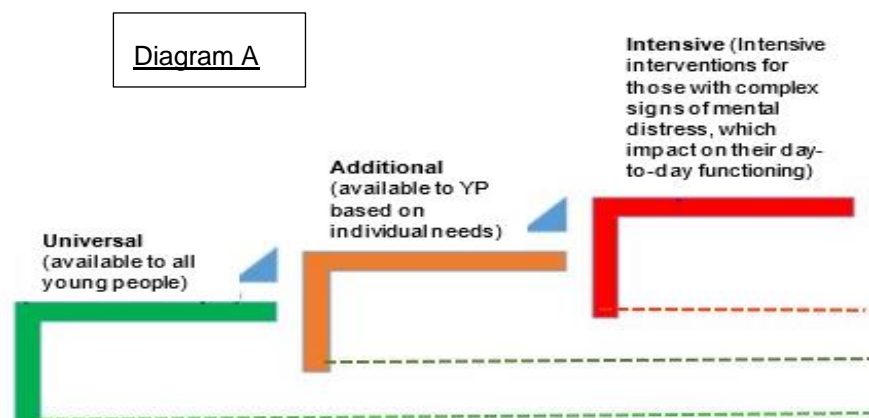 Diagram A
Intensive (Intensive
interventions for
those with complex
signs of mental
distress, which
impact on their day-
to-day functioning)
Additional
(available to YP
based on
individual needs)
Universal
(available to all
young people)